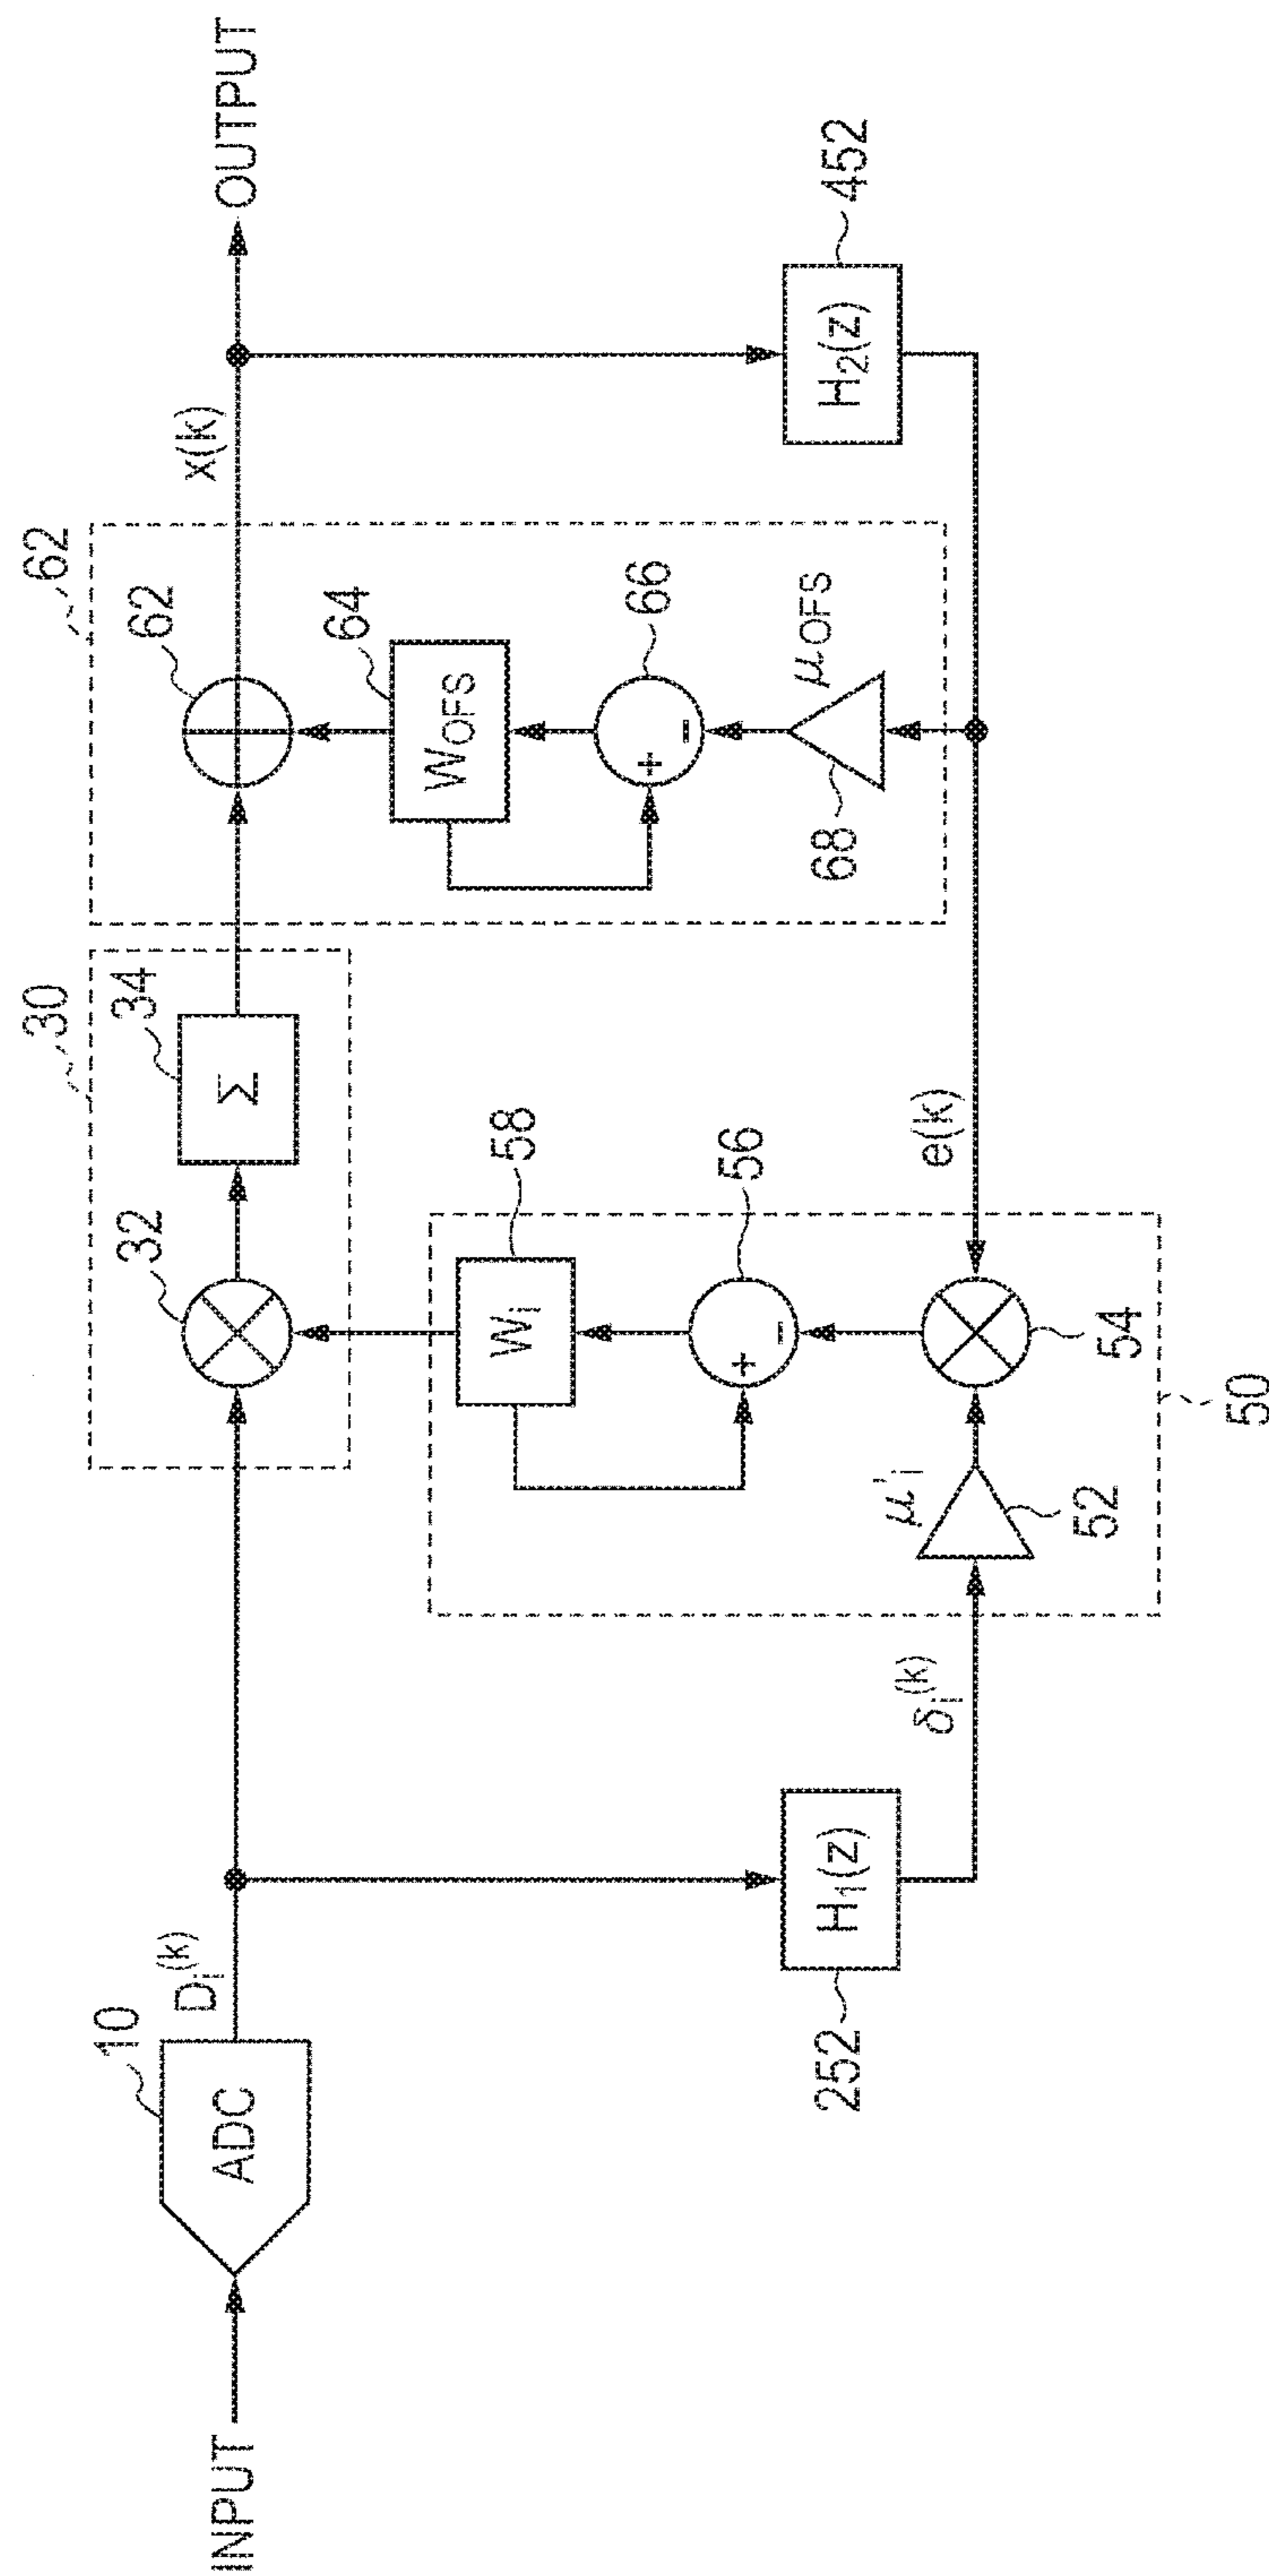 INPUT
ADC
10
D_i^(k)
H_1(z)
252
δ_i^(k)
30
32
34
Σ
W_i
58
56
+
-
μ'_i
52
54
50
e(k)
62
62
64
W_OFS
66
+
-
μ_OFS
68
x(k)
H_2(z)
452
OUTPUT